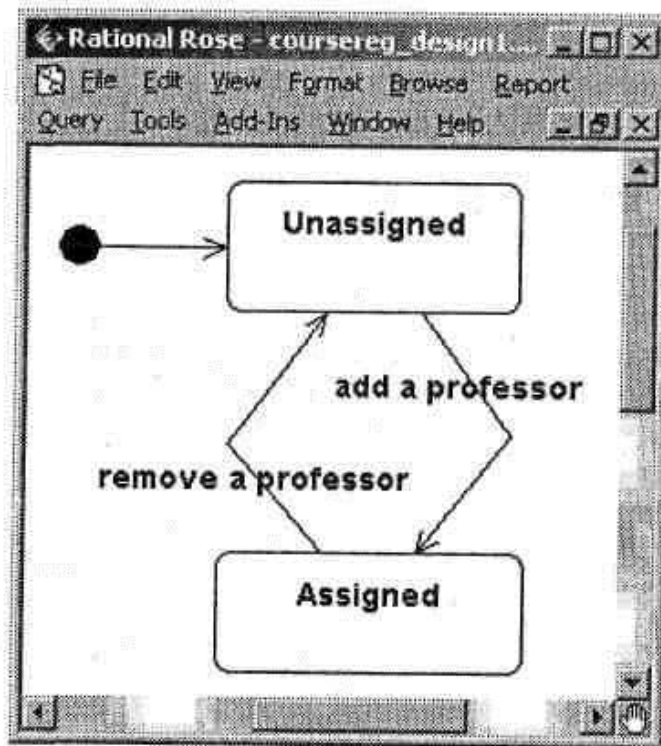 Rational Rose - coursereg_design1....
File Edit View Format Browse Report
Query Tools Add-Ins Window Help
Unassigned
add a professor
remove a professor
Assigned